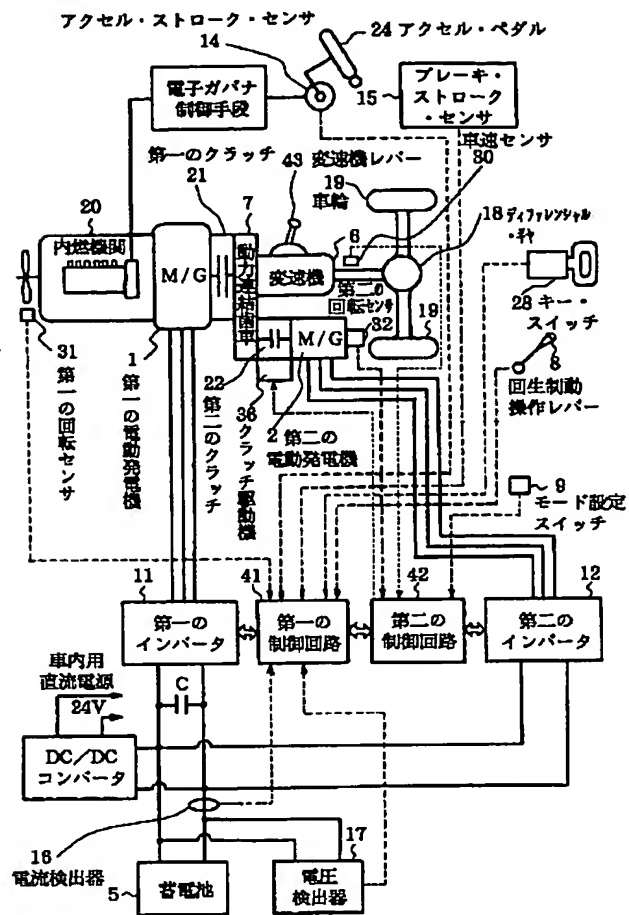 アクセル・ストローク・センサ
24 アクセル・ペダル
14
電子ガバナ
制御手段
15
ブレーキ・
ストローク
・センサ
車速センサ
80
第一のクラッチ
21
7
43 変速機レバー
19
車輪
18 ディファレンシャル
・ギヤ
20
内燃機関
M/G
動力連結歯車
変速機
6
第二の
回転センサ
28 キー・
スイッチ
31
第一の回転センサ
1
第一の電動発電機
22
第二のクラッチ
36
クラッチ駆動機
M/G
32
19
2 第二の
電動発電機
8
回生制動
操作レバー
9
モード設定
スイッチ
11
第一の
インバータ
41
第一の
制御回路
42
第二の
制御回路
12
第二の
インバータ
車内用
直流電源
24V
C
DC/DC
コンバータ
16
電流検出器
17
電圧
検出器
5
蓄電池